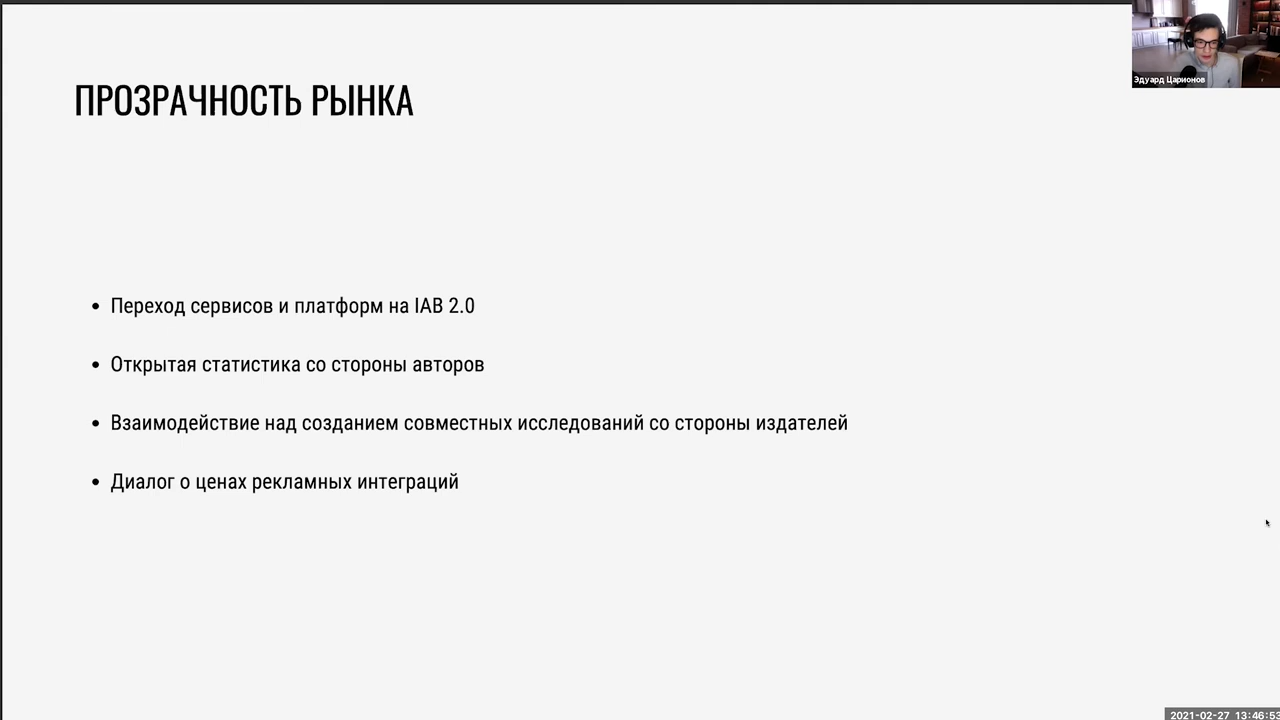 Эдуард Царионов
ПРОЗРАЧНОСТЬ РЫНКА
• Переход сервисов и платформ на IAB 2.0
• Открытая статистика со стороны авторов
• Взаимодействие над созданием совместных исследований со стороны издателей
• Диалог о ценах рекламных интеграций
2021-02-27 13:46:53